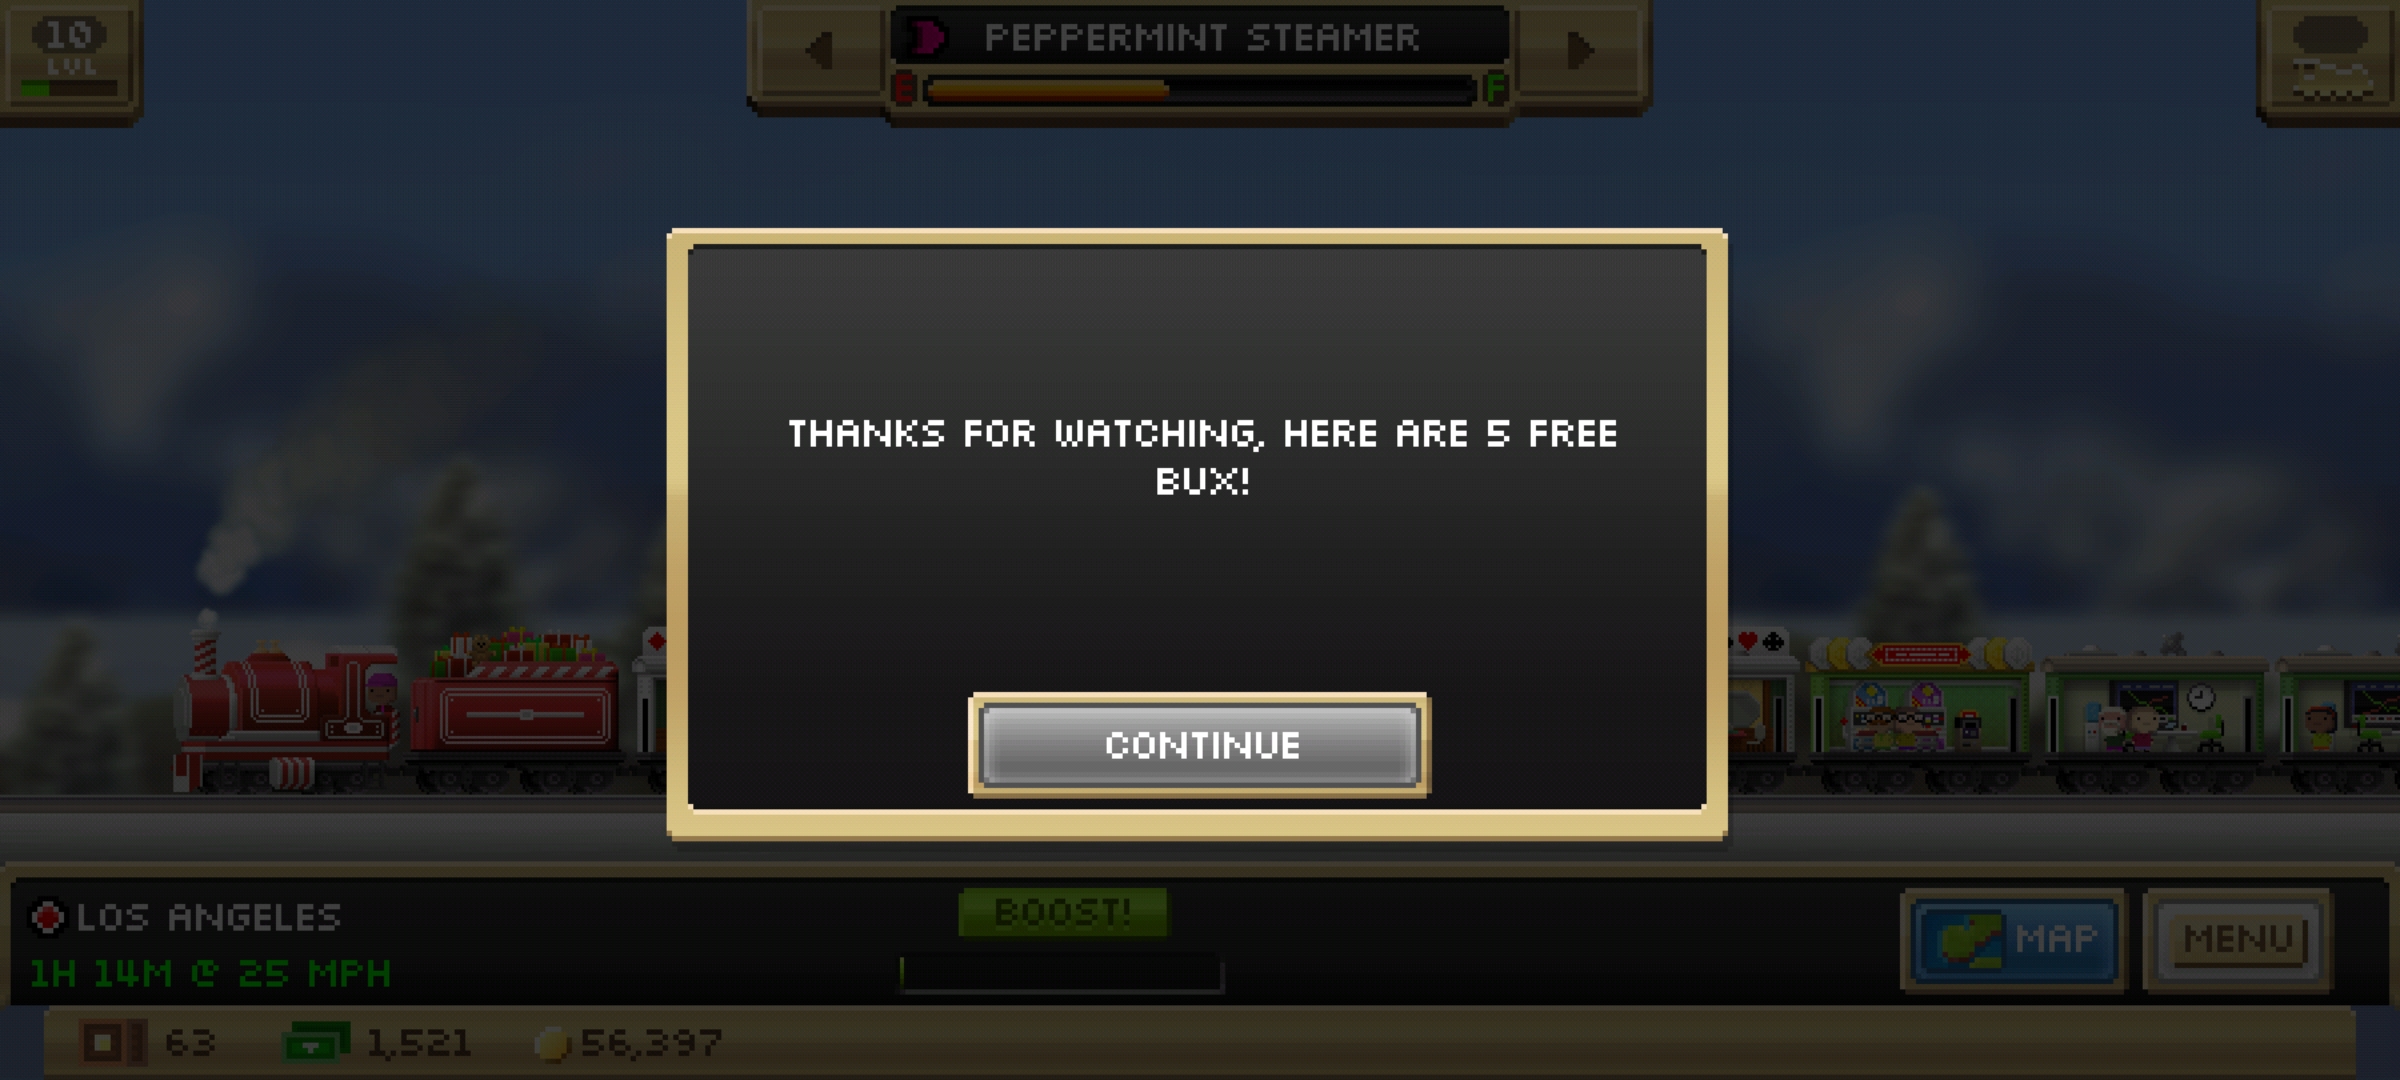 10
LVL
PEPPERMINT STEAMER
E
F
THANKS FOR WATCHING, HERE ARE 5 FREE
BUX!
CONTINUE
LOS ANGELES
1H 14M @ 25 MPH
BOOST!
MAP
MENU
63
1,521
56,397